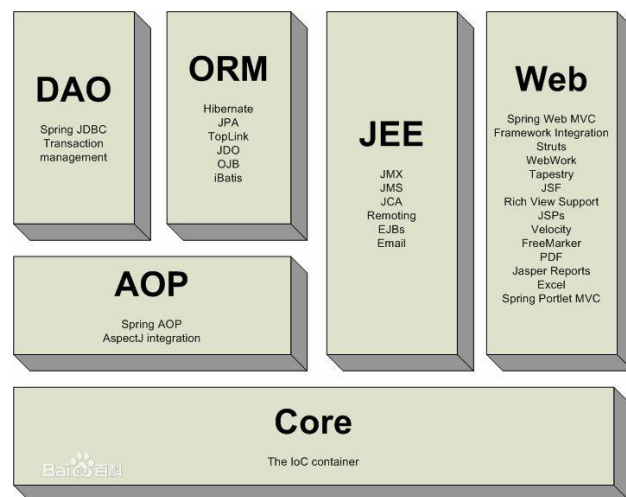 DAO
Spring JDBC
Transaction
management
ORM
Hibernate
JPA
TopLink
JDO
OJB
iBatis
JEE
JMX
JMS
JCA
Remoting
EJBs
Email
Web
Spring Web MVC
Framework Integration
Struts
WebWork
Tapestry
JSF
Rich View Support
JSPs
Velocity
FreeMarker
PDF
Jasper Reports
Excel
Spring Portlet MVC
AOP
Spring AOP
AspectJ integration
Core
The IoC container
Bai百科